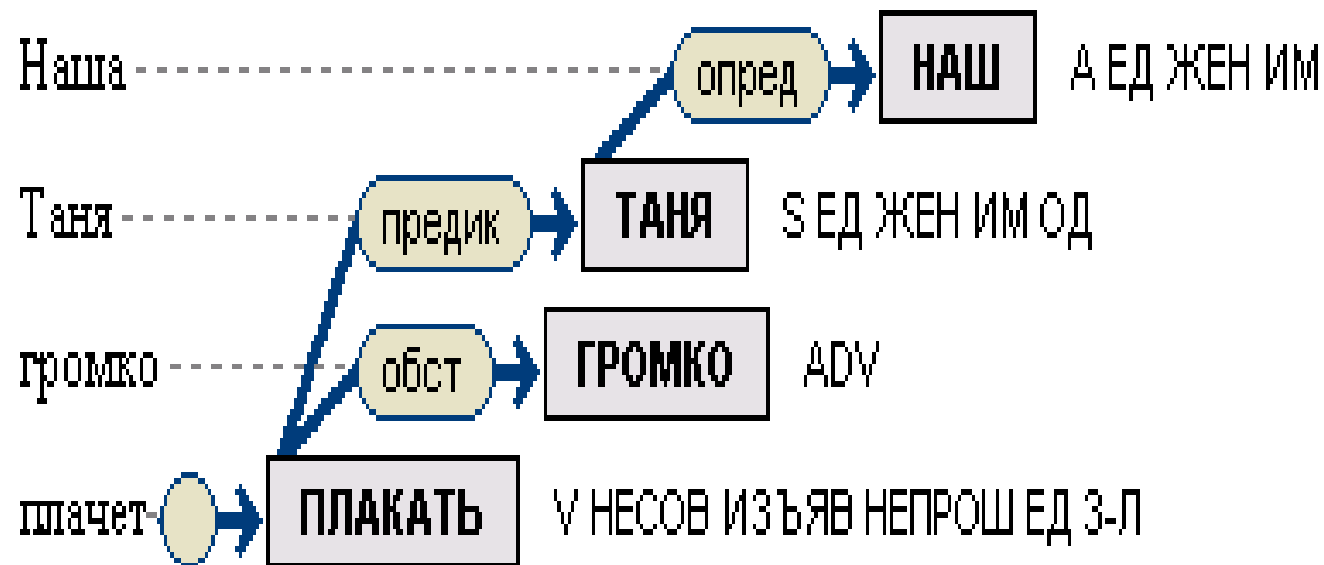 Наша опред НАШ A ЕД ЖЕН ИМ
Таня предик ТАНЯ S ЕД ЖЕН ИМ ОД
громко обст ГРОМКО ADV
плачет ПЛАКАТЬ V НЕСОВ ИЗЪЯВ НЕПРОШ ЕД 3-Л